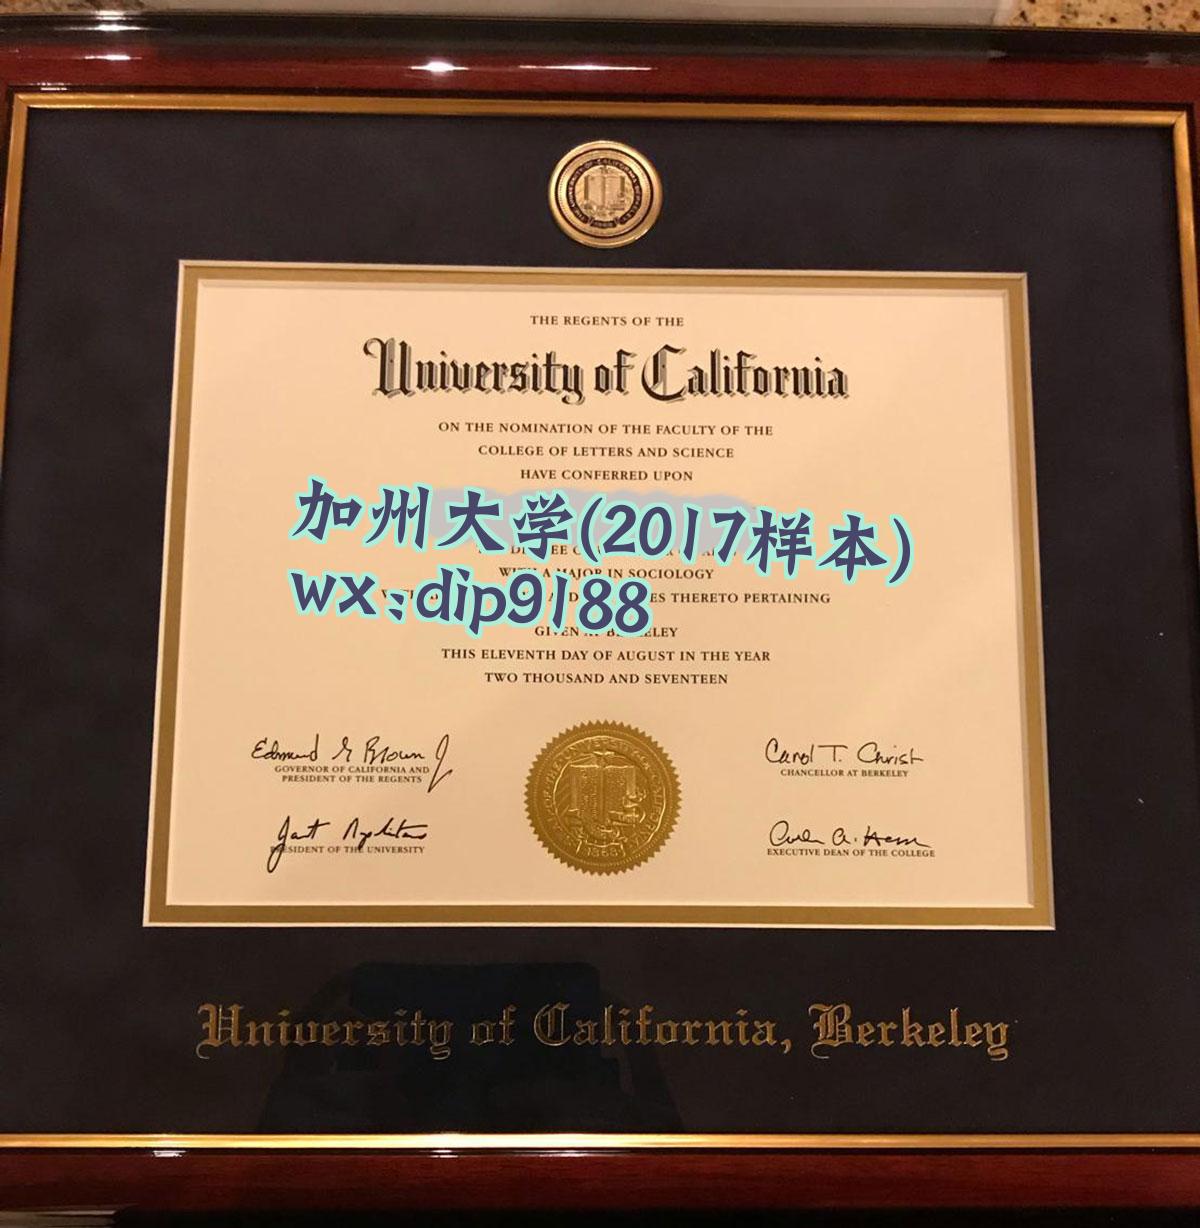 THE REGENTS OF THE
University of California
ON THE NOMINATION OF THE FACULTY OF THE
COLLEGE OF LETTERS AND SCIENCE
HAVE CONFERRED UPON
加州大学(2017样本)
WITH A MAJOR IN SOCIOLOGY
wx:dip9188
THERETO PERTAINING
GIVEN AT BERKELEY
THIS ELEVENTH DAY OF AUGUST IN THE YEAR
TWO THOUSAND AND SEVENTEEN
Edmund G Brown Jr
GOVERNOR OF CALIFORNIA AND
PRESIDENT OF THE REGENTS
Carol T. Christ
CHANCELLOR AT BERKELEY
PRESIDENT OF THE UNIVERSITY
EXECUTIVE DEAN OF THE COLLEGE
1868
University of California, Berkeley